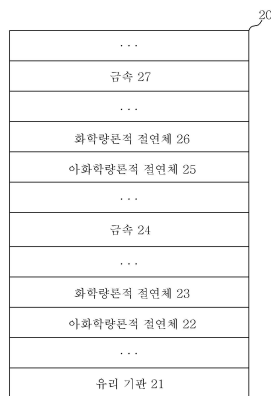 20
...
금속 27
...
화학량론적 절연체 26
아화학량론적 절연체 25
...
금속 24
...
화학량론적 절연체 23
아화학량론적 절연체 22
...
유리 기판 21